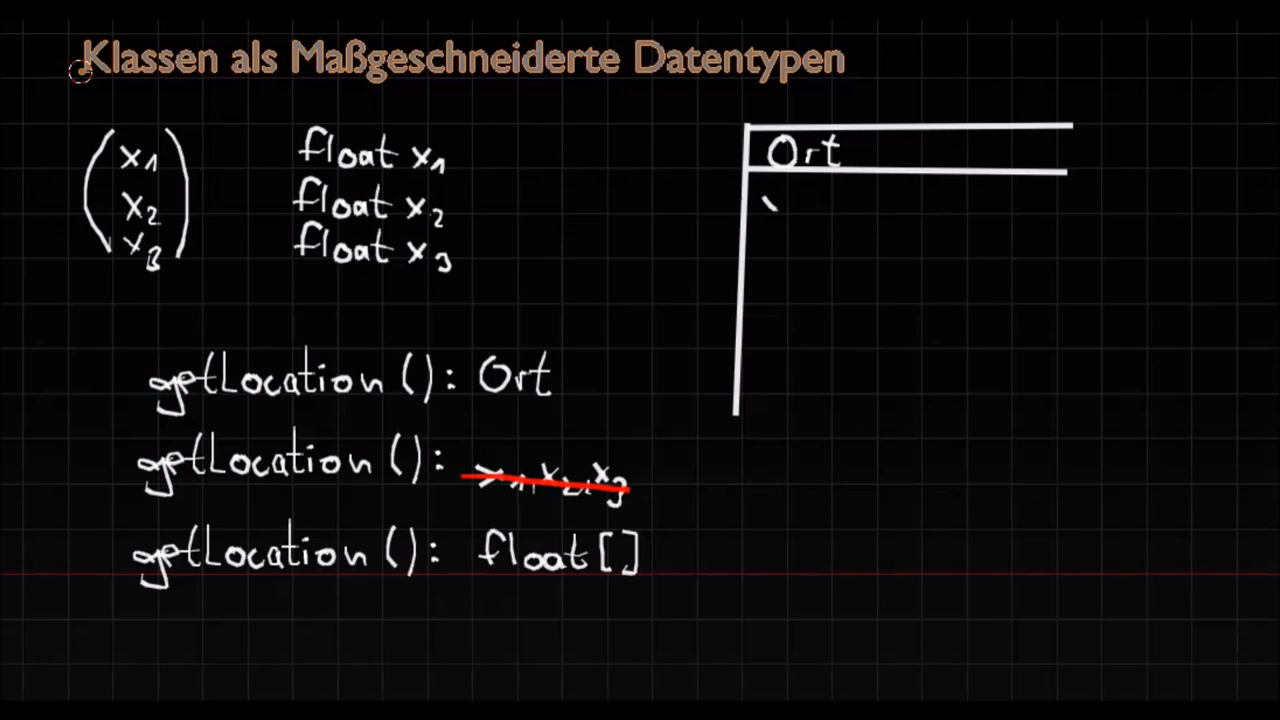 Klassen als Maßgeschneiderte Datentypen
x1
x2
x3
float x1
float x2
float x3
getLocation (): Ort
getLocation (): x1, x2, x3
getLocation (): float[]
Ort